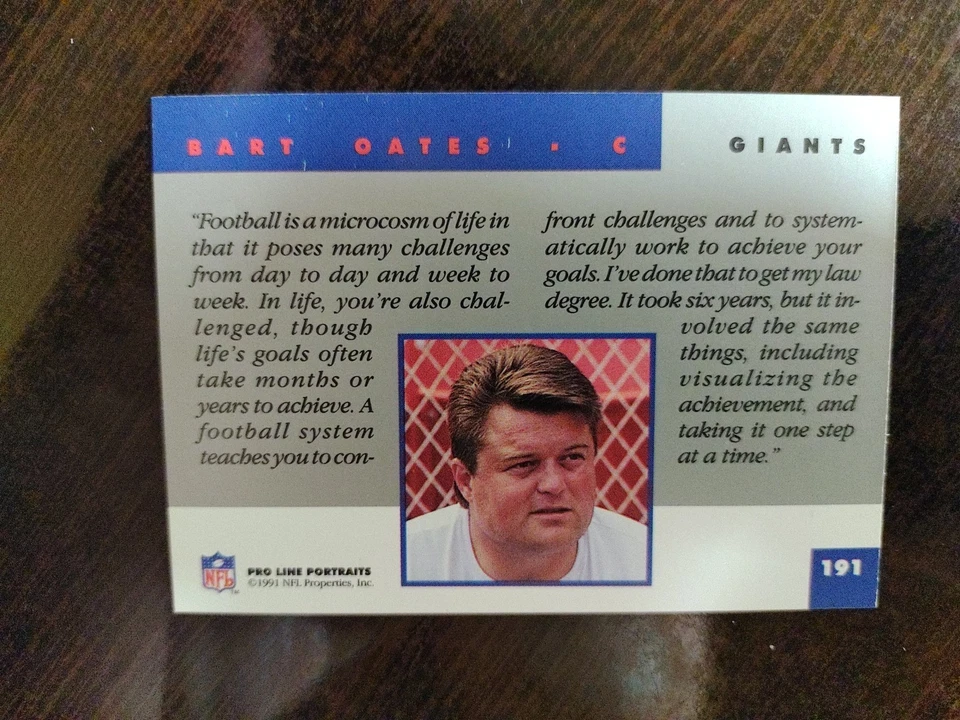 BART OATES ▪ C GIANTS
“Football is a microcosm of life in
that it poses many challenges
from day to day and week to
week. In life, you’re also chal-
lenged, though
life’s goals often
take months or
years to achieve. A
football system
teaches you to con-
front challenges and to system-
atically work to achieve your
goals. I’ve done that to get my law
degree. It took six years, but it in-
volved the same
things, including
visualizing the
achievement, and
taking it one step
at a time.”
NFL
PRO LINE PORTRAITS
©1991 NFL Properties, Inc.
191